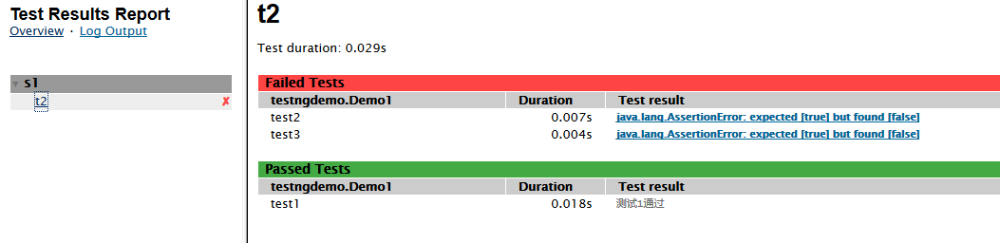 Test Results Report
Overview · Log Output
s1
t2
t2
Test duration: 0.029s
Failed Tests
testngdemo.Demo1 Duration Test result
test2 0.007s java.lang.AssertionError: expected [true] but found [false]
test3 0.004s java.lang.AssertionError: expected [true] but found [false]
Passed Tests
testngdemo.Demo1 Duration Test result
test1 0.018s 测试1通过